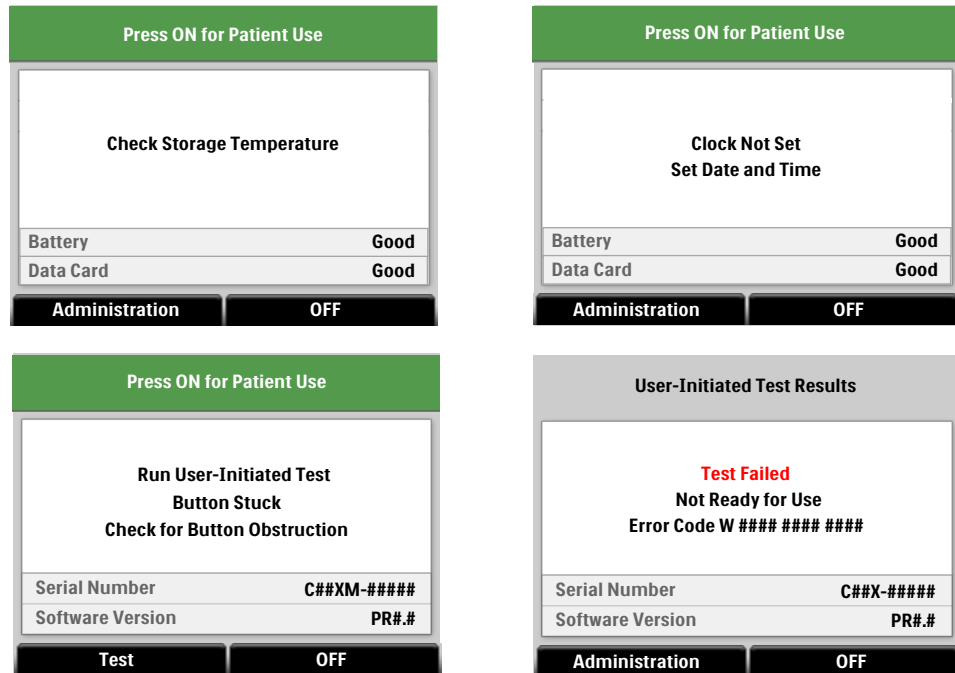 Press ON for Patient Use
Check Storage Temperature
Battery Good
Data Card Good
Administration OFF
Press ON for Patient Use
Clock Not Set
Set Date and Time
Battery Good
Data Card Good
Administration OFF
Press ON for Patient Use
Run User-Initiated Test
Button Stuck
Check for Button Obstruction
Serial Number C##XM-#####
Software Version PR#.#
Test OFF
User-Initiated Test Results
Test Failed
Not Ready for Use
Error Code W #### #### ####
Serial Number C##X-#####
Software Version PR#.#
Administration OFF